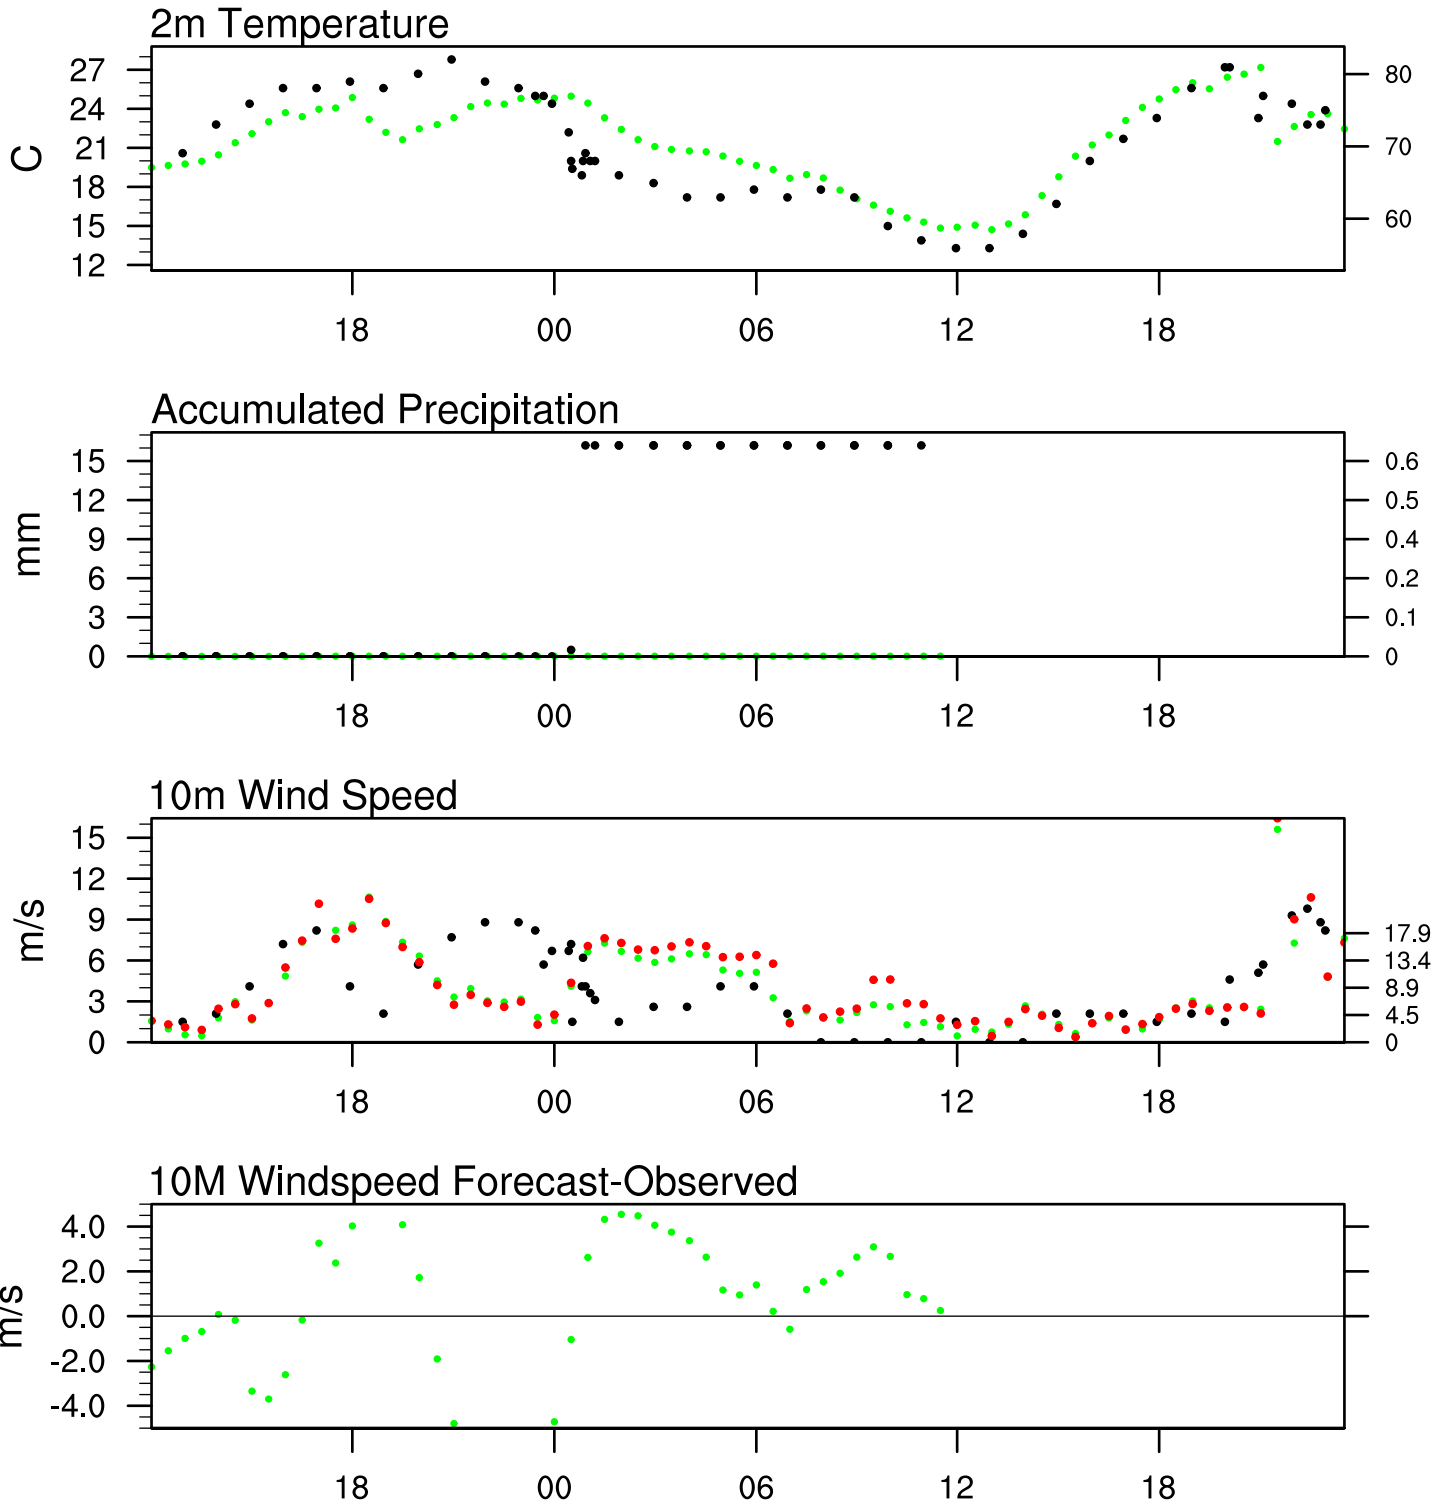 2m Temperature
27 80
24
C 21 70
18
15 60
12
18 00 06 12 18
Accumulated Precipitation
15 0.6
12 0.5
9 0.4
mm 6 0.2
3 0.1
0 0
18 00 06 12 18
10m Wind Speed
15
12
9 17.9
m/s 6 13.4
8.9
3 4.5
0 0
18 00 06 12 18
10M Windspeed Forecast-Observed
4.0
2.0
m/s 0.0
-2.0
-4.0
18 00 06 12 18